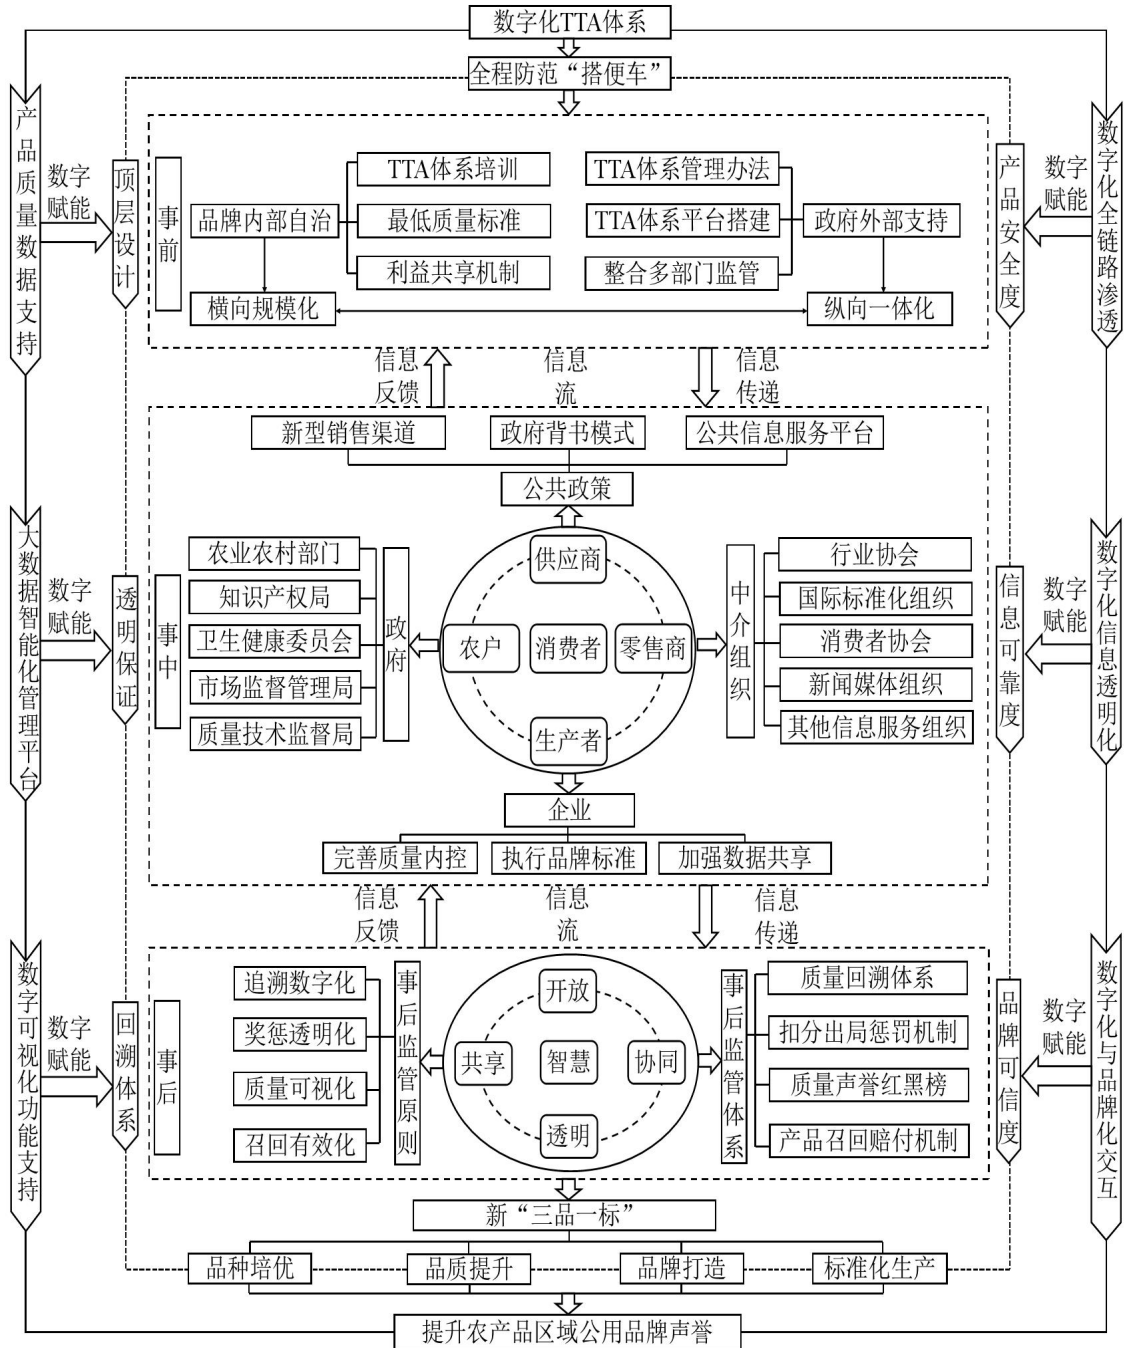 数字化TTA体系
全程防范“搭便车”
产品质量数据支持
数字
赋能
顶层设计
事前
品牌内部自治
TTA体系培训
最低质量标准
利益共享机制
横向规模化
TTA体系管理办法
TTA体系平台搭建
整合多部门监管
政府外部支持
纵向一体化
产品安全度
数字
赋能
数字化全链路渗透
信息
反馈
信息
流
信息
传递
大数据智能化管理平台
数字
赋能
透明保证
事中
新型销售渠道
政府背书模式
公共信息服务平台
公共政策
农业农村部门
知识产权局
卫生健康委员会
市场监督管理局
质量技术监督局
政府
供应商
农户
消费者
零售商
生产者
中介组织
行业协会
国际标准化组织
消费者协会
新闻媒体组织
其他信息服务组织
企业
完善质量内控
执行品牌标准
加强数据共享
信息可靠度
数字
赋能
数字化信息透明化
信息
反馈
信息
流
信息
传递
数字可视化功能支持
数字
赋能
回溯体系
事后
追溯数字化
奖惩透明化
质量可视化
召回有效化
事后监管原则
开放
共享
智慧
协同
透明
事后监管体系
质量回溯体系
扣分出局惩罚机制
质量声誉红黑榜
产品召回赔付机制
品牌可信度
数字
赋能
数字化与品牌化交互
新“三品一标”
品种培优
品质提升
品牌打造
标准化生产
提升农产品区域公用品牌声誉